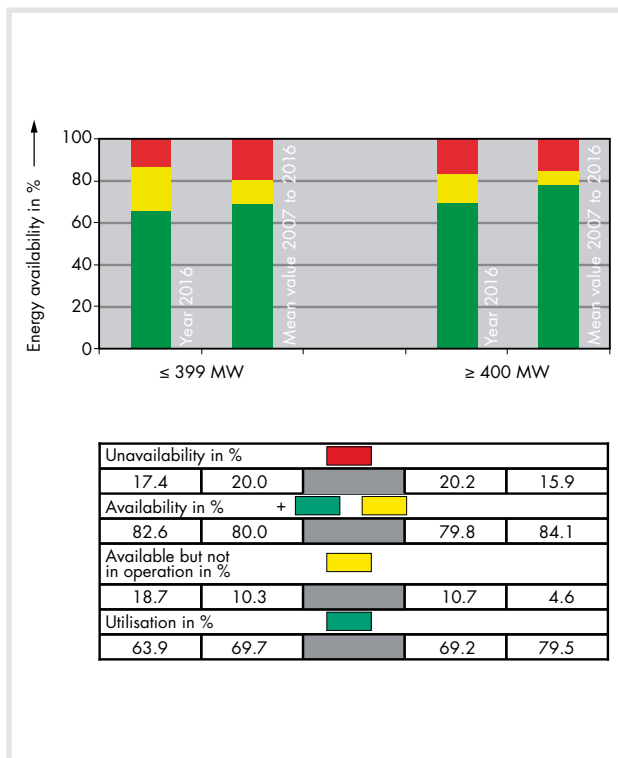 Energy availability in %
100
80
60
40
20
0
Year 2016
Mean value 2007 to 2016
Year 2016
Mean value 2007 to 2016
≤ 399 MW ≥ 400 MW
Unavailability in %
17.4 20.0 20.2 15.9
Availability in % +
82.6 80.0 79.8 84.1
Available but not
in operation in %
18.7 10.3 10.7 4.6
Utilisation in %
63.9 69.7 69.2 79.5